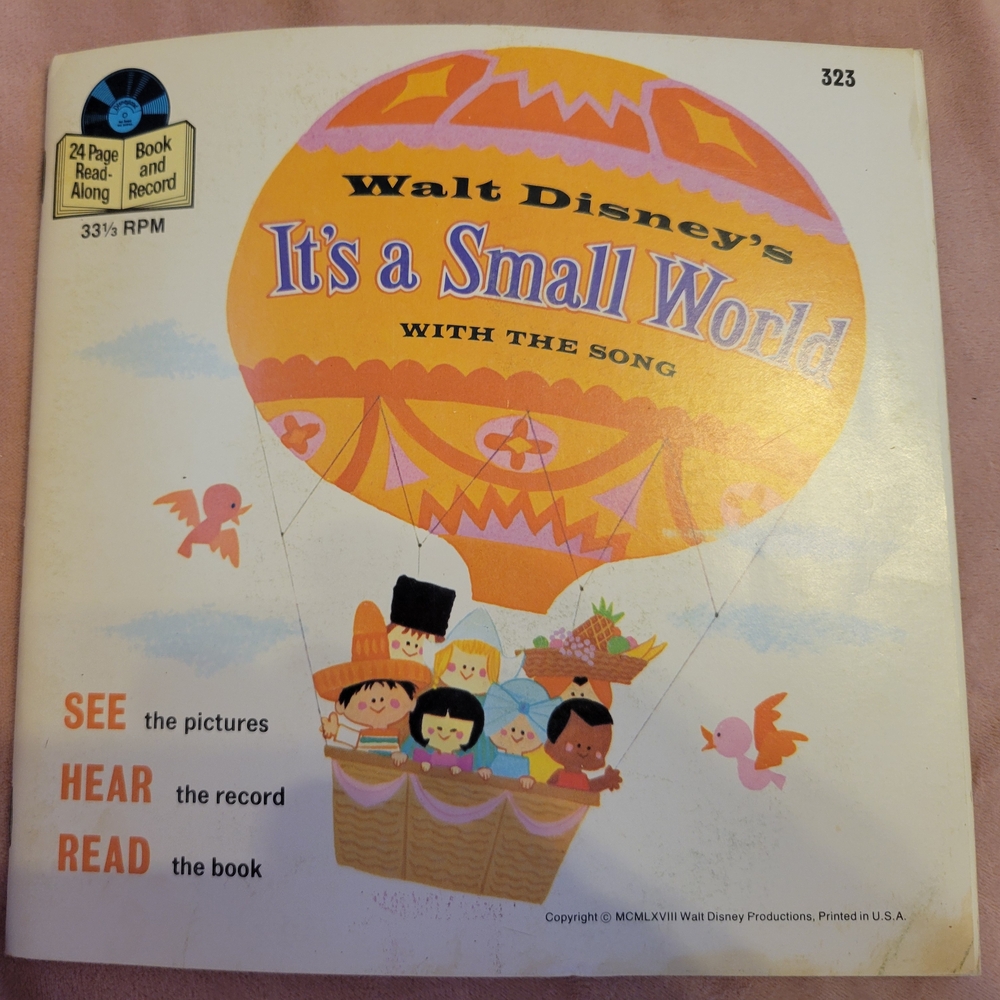 323
24 Page
Read-
Along
Book
and
Record
33⅓ RPM
Walt Disney's
It's a Small World
WITH THE SONG
SEE the pictures
HEAR the record
READ the book
Copyright © MCMLXVIII Walt Disney Productions, Printed in U.S.A.